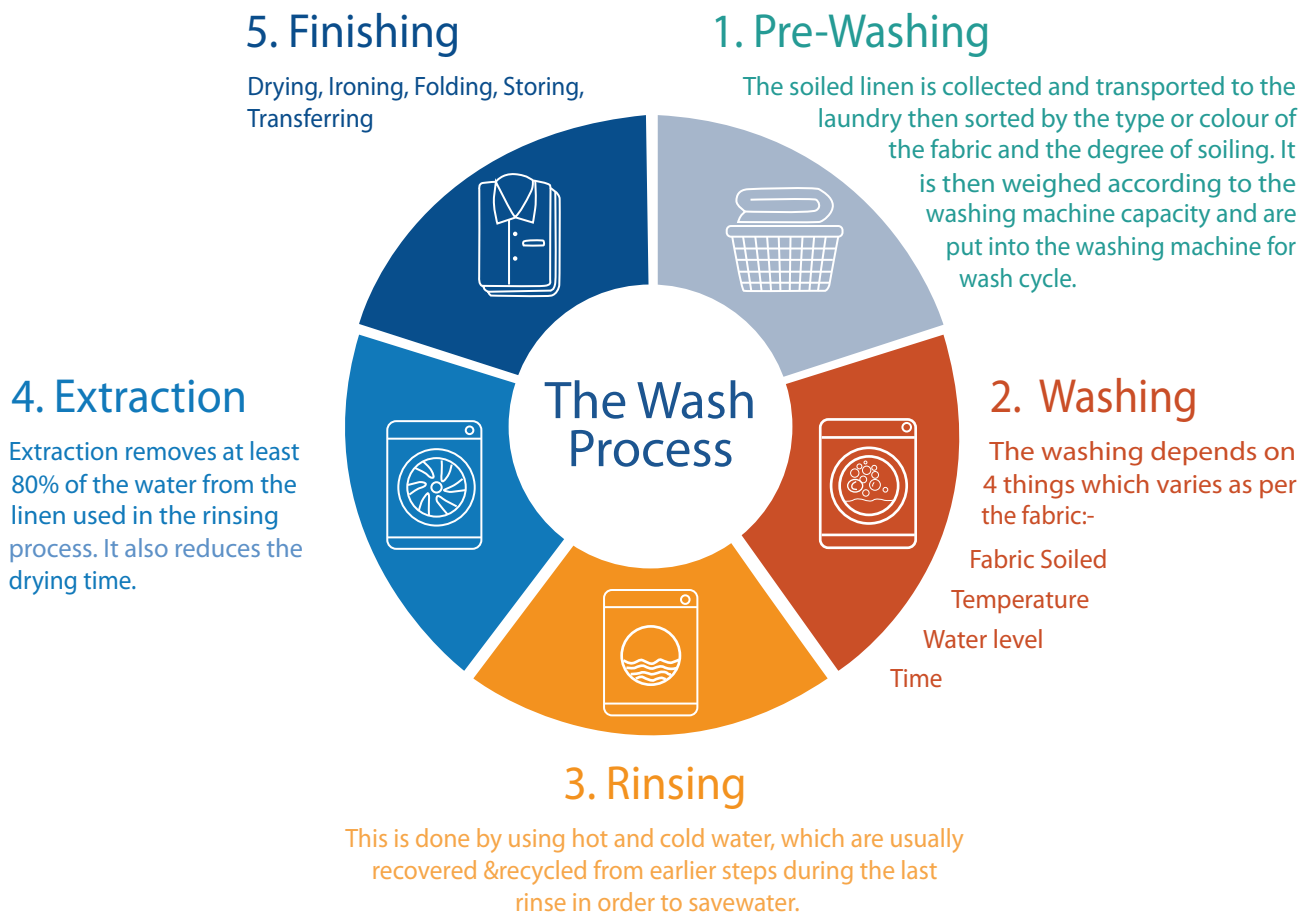 5. Finishing
Drying, Ironing, Folding, Storing,
Transferring
1. Pre-Washing
The soiled linen is collected and transported to the
laundry then sorted by the type or colour of
the fabric and the degree of soiling. It
is then weighed according to the
washing machine capacity and are
put into the washing machine for
wash cycle.
The Wash
Process
2. Washing
The washing depends on
4 things which varies as per
the fabric:-
Fabric Soiled
Temperature
Water level
Time
3. Rinsing
This is done by using hot and cold water, which are usually
recovered &recycled from earlier steps during the last
rinse in order to savewater.
4. Extraction
Extraction removes at least
80% of the water from the
linen used in the rinsing
process. It also reduces the
drying time.